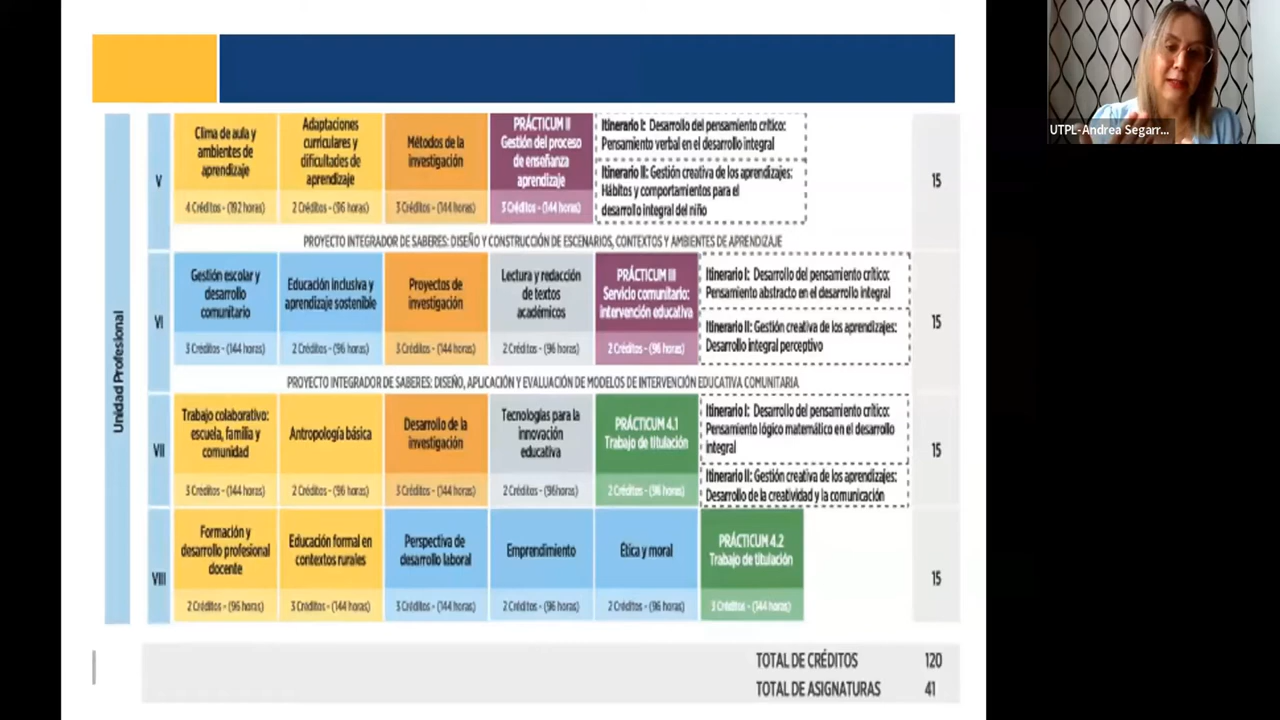 UTPL-Andrea Segarr...
Unidad Profesional
V
Clima de aula y
ambientes de
aprendizaje
4 Créditos - (192 horas)
Adaptaciones
curriculares y
dificultades de
aprendizaje
2 Créditos - (96 horas)
Métodos de la
investigación
3 Créditos - (144 horas)
PRÁCTICUM II
Gestión del proceso
de enseñanza
aprendizaje
3 Créditos - (144 horas)
Itinerario I: Desarrollo del pensamiento crítico:
Pensamiento verbal en el desarrollo integral
Itinerario II: Gestión creativa de los aprendizajes:
Hábitos y comportamientos para el
desarrollo integral del niño
15
PROYECTO INTEGRADOR DE SABERES: DISEÑO Y CONSTRUCCIÓN DE ESCENARIOS, CONTEXTOS Y AMBIENTES DE APRENDIZAJE
VI
Gestión escolar y
desarrollo
comunitario
3 Créditos - (144 horas)
Educación inclusiva y
aprendizaje sostenible
2 Créditos - (96 horas)
Proyectos de
investigación
3 Créditos - (144 horas)
Lectura y redacción
de textos
académicos
2 Créditos - (96 horas)
PRÁCTICUM III
Servicio comunitario:
intervención educativa
2 Créditos - (96 horas)
Itinerario I: Desarrollo del pensamiento crítico:
Pensamiento abstracto en el desarrollo integral
Itinerario II: Gestión creativa de los aprendizajes:
Desarrollo integral perceptivo
15
PROYECTO INTEGRADOR DE SABERES: DISEÑO, APLICACIÓN Y EVALUACIÓN DE MODELOS DE INTERVENCIÓN EDUCATIVA COMUNITARIA
VII
Trabajo colaborativo:
escuela, familia y
comunidad
3 Créditos - (144 horas)
Antropología básica
2 Créditos - (96 horas)
Desarrollo de la
investigación
3 Créditos - (144 horas)
Tecnologías para la
innovación
educativa
2 Créditos - (96horas)
PRÁCTICUM 4.1
Trabajo de titulación
2 Créditos - (96 horas)
Itinerario I: Desarrollo del pensamiento crítico:
Pensamiento lógico matemático en el desarrollo
integral
Itinerario II: Gestión creativa de los aprendizajes:
Desarrollo de la creatividad y la comunicación
15
VIII
Formación y
desarrollo profesional
docente
2 Créditos - (96 horas)
Educación formal en
contextos rurales
3 Créditos - (144 horas)
Perspectiva de
desarrollo laboral
3 Créditos - (144 horas)
Emprendimiento
2 Créditos - (96 horas)
Ética y moral
2 Créditos - (96 horas)
PRÁCTICUM 4.2
Trabajo de titulación
3 Créditos - (144 horas)
15
TOTAL DE CRÉDITOS 120
TOTAL DE ASIGNATURAS 41